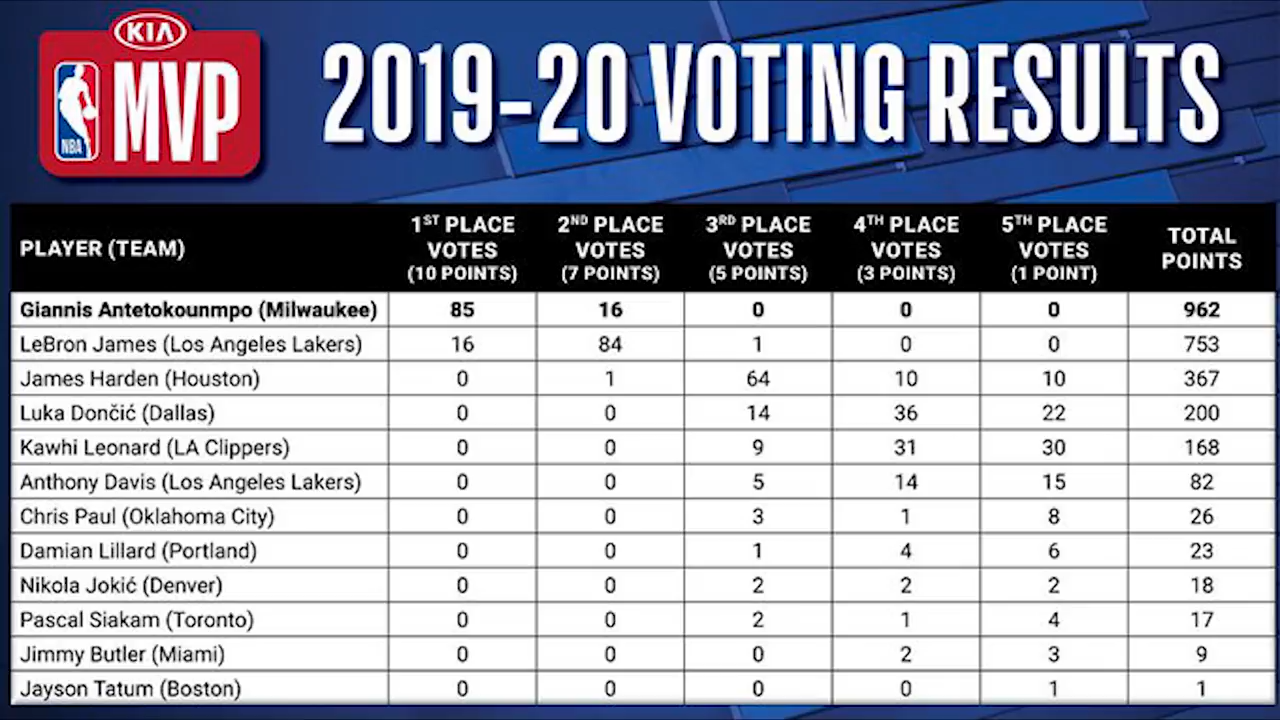 KIA
MVP
NBA
2019-20 VOTING RESULTS
PLAYER (TEAM) 1ST PLACE VOTES (10 POINTS) 2ND PLACE VOTES (7 POINTS) 3RD PLACE VOTES (5 POINTS) 4TH PLACE VOTES (3 POINTS) 5TH PLACE VOTES (1 POINT) TOTAL POINTS
Giannis Antetokounmpo (Milwaukee) 85 16 0 0 0 962
LeBron James (Los Angeles Lakers) 16 84 1 0 0 753
James Harden (Houston) 0 1 64 10 10 367
Luka Dončić (Dallas) 0 0 14 36 22 200
Kawhi Leonard (LA Clippers) 0 0 9 31 30 168
Anthony Davis (Los Angeles Lakers) 0 0 5 14 15 82
Chris Paul (Oklahoma City) 0 0 3 1 8 26
Damian Lillard (Portland) 0 0 1 4 6 23
Nikola Jokić (Denver) 0 0 2 2 2 18
Pascal Siakam (Toronto) 0 0 2 1 4 17
Jimmy Butler (Miami) 0 0 0 2 3 9
Jayson Tatum (Boston) 0 0 0 0 1 1